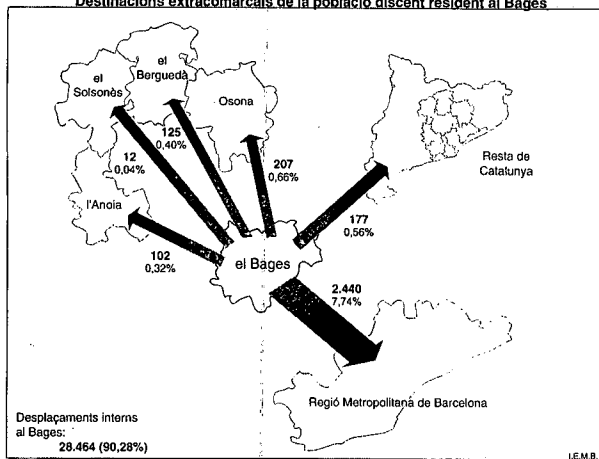 Destinacions extracomarcals de la població discent resident al Bages
el
Solsonès
el
Berguedà
Osona
125
0,40%
12
0,04%
207
0,66%
Resta de
Catalunya
l'Anoia
177
0,56%
102
0,32%
el Bages
2.440
7,74%
Regió Metropolitana de Barcelona
Desplaçaments interns
al Bages:
28.464 (90,28%)
I.E.M.B.